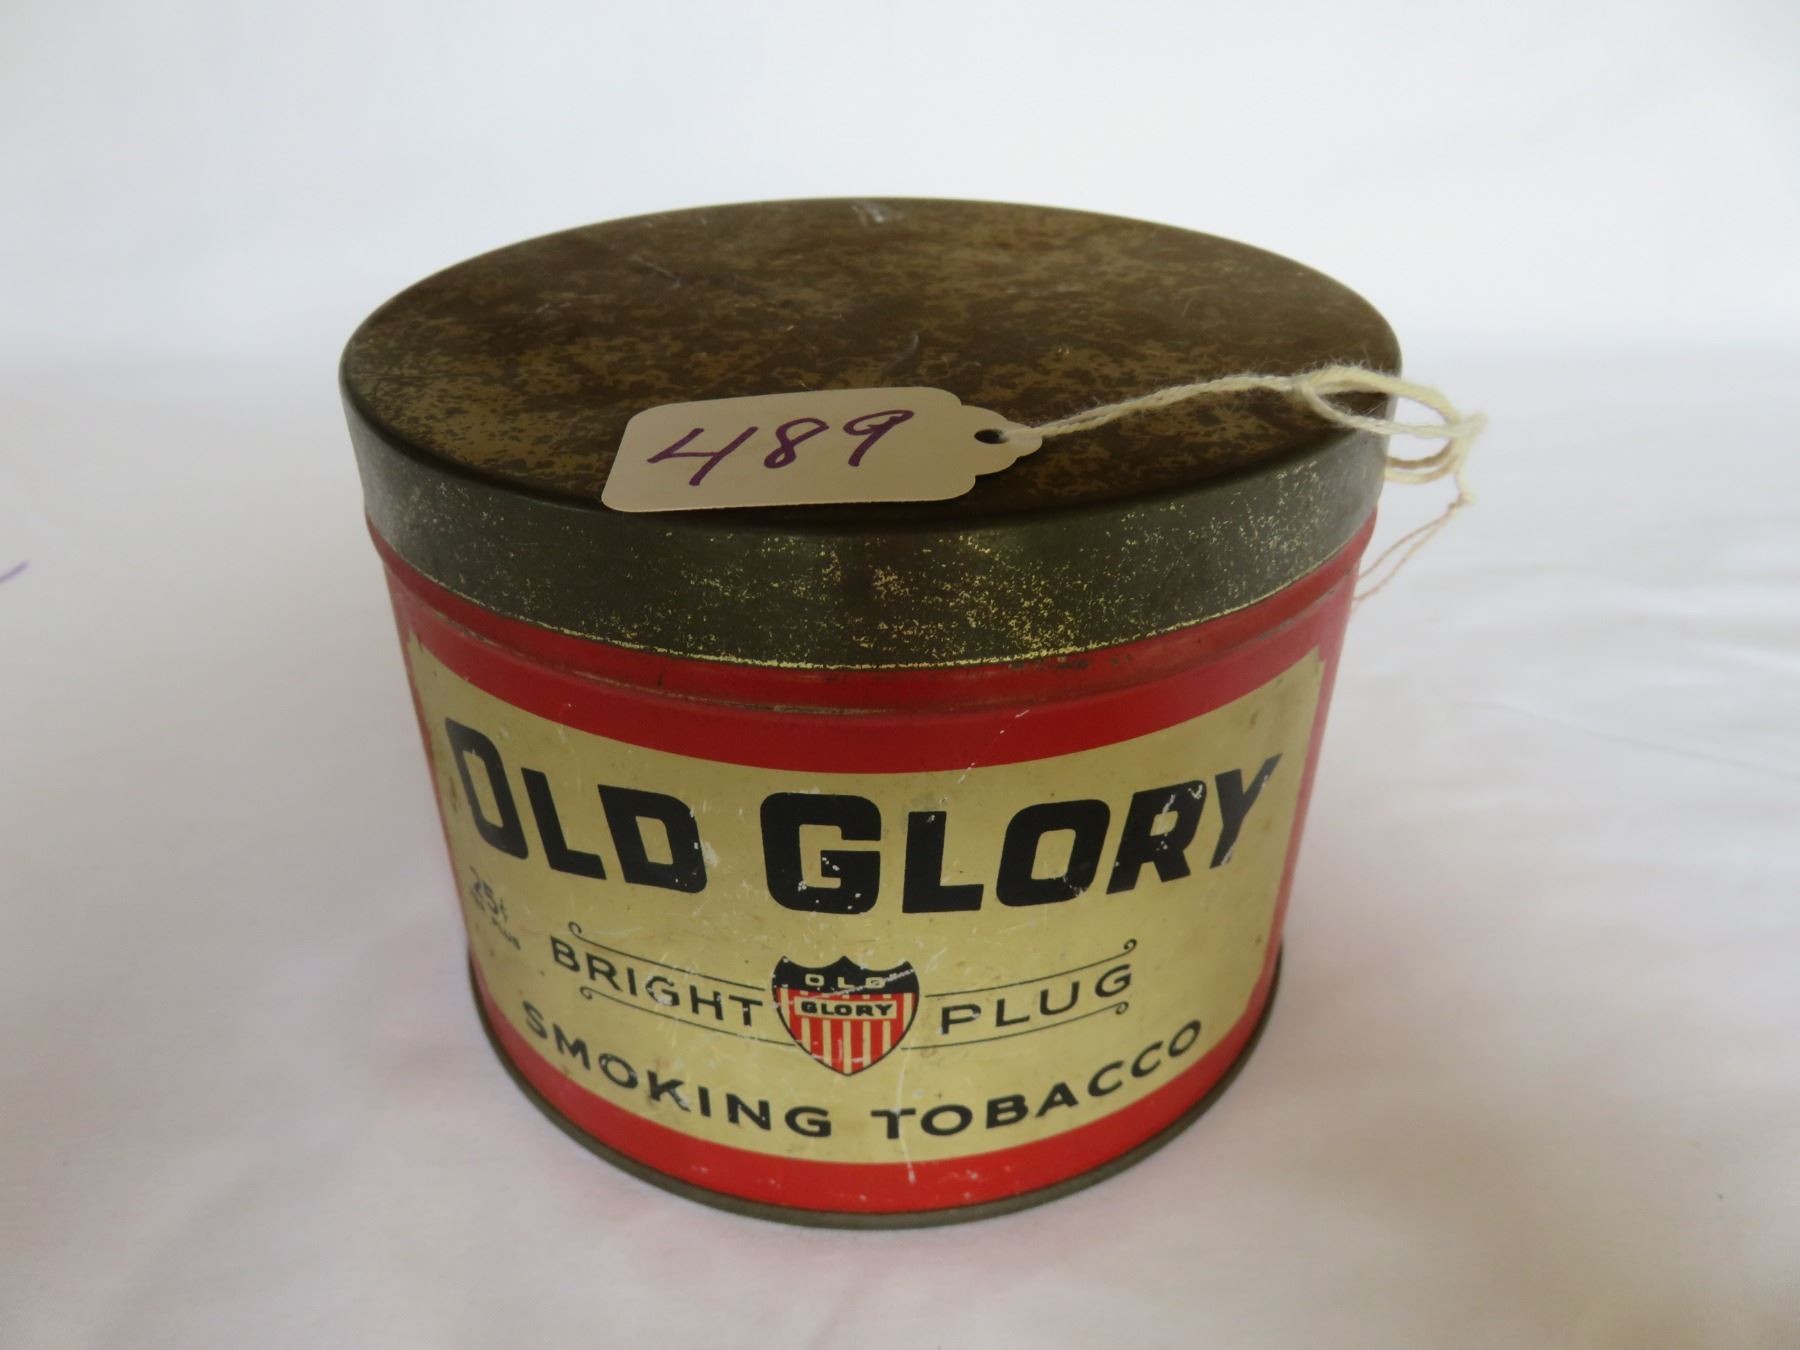 489
OLD GLORY
25¢
BRIGHT PLUG
OLD
GLORY
SMOKING TOBACCO